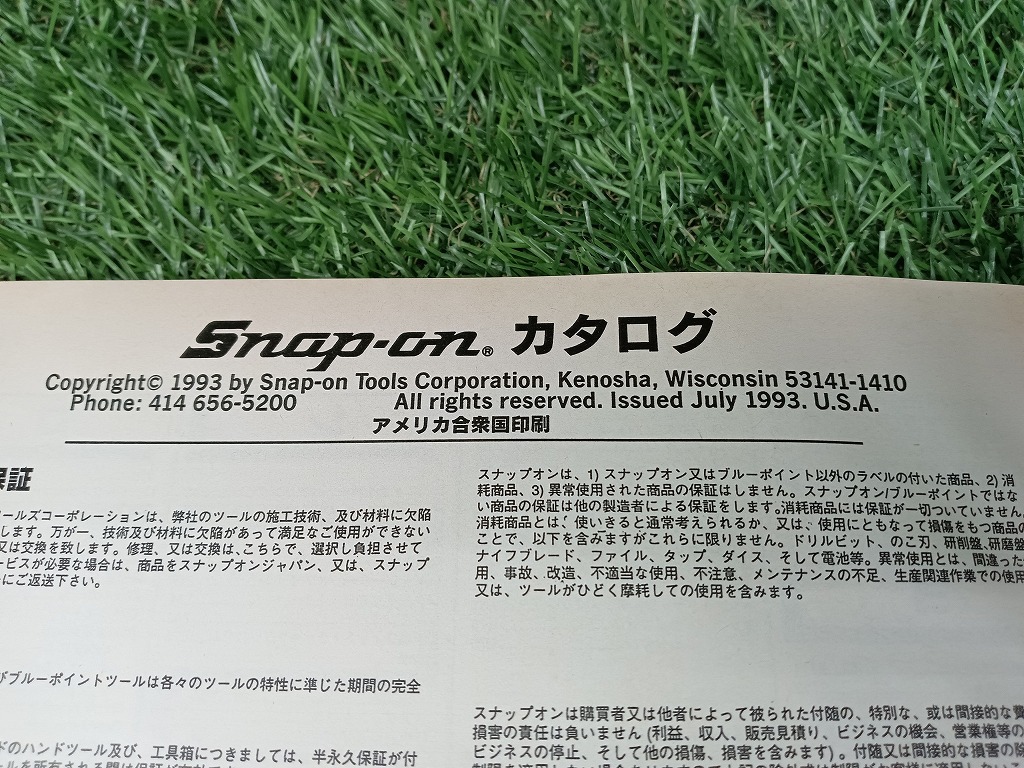 Snap-on® カタログ
Copyright© 1993 by Snap-on Tools Corporation, Kenosha, Wisconsin 53141-1410
Phone: 414 656-5200 All rights reserved. Issued July 1993. U.S.A.
アメリカ合衆国印刷
保証
ールズコーポレーションは、弊社のツールの施工技術、及び材料に欠陥
します。万が一、技術及び材料に欠陥があって満足なご使用ができない
又は交換を致します。修理、又は交換は、こちらで、選択し負担させて
ービスが必要な場合は、商品をスナップオンジャパン、又は、スナップ
にご返送下さい。
びブルーポイントツールは各々のツールの特性に準じた期間の完全
ドのハンドツール及び、工具箱につきましては、半永久保証が付
スナップオンは、1) スナップオン又はブルーポイント以外のラベルの付いた商品、2) 消
耗商品、3) 異常使用された商品の保証はしません。スナップオン/ブルーポイントではな
い商品の保証は他の製造者による保証をします。消耗商品には保証が一切ついていません。
消耗商品とは、使いきると通常考えられるか、又は、使用にともなって損傷をもつ商品の
ことで、以下を含みますがこれらに限りません。ドリルビット、のこ刃、研削盤、研磨盤
ナイフブレード、ファイル、タップ、ダイス、そして電池等。異常使用とは、間違った使
用、事故、改造、不適当な使用、不注意、メンテナンスの不足、生産関連作業での使用
又は、ツールがひどく摩耗しての使用を含みます。
スナップオンは購買者又は他者によって被られた付随の、特別な、或は間接的な費
損害の責任は負いません (利益、収入、販売見積り、ビジネスの機会、営業権等の
ビジネスの停止、そして他の損傷、損害を含みます) 。付随又は間接的な損害の除